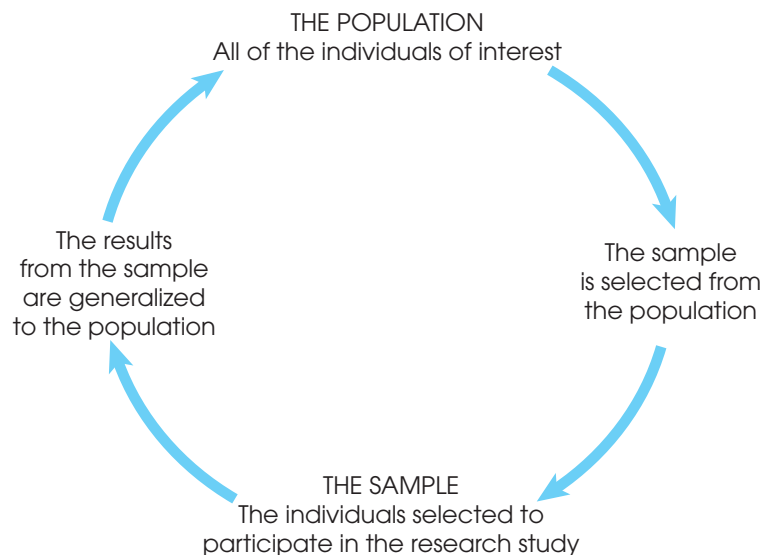 THE POPULATION
All of the individuals of interest
The sample
is selected from
the population
THE SAMPLE
The individuals selected to
participate in the research study
The results
from the sample
are generalized
to the population